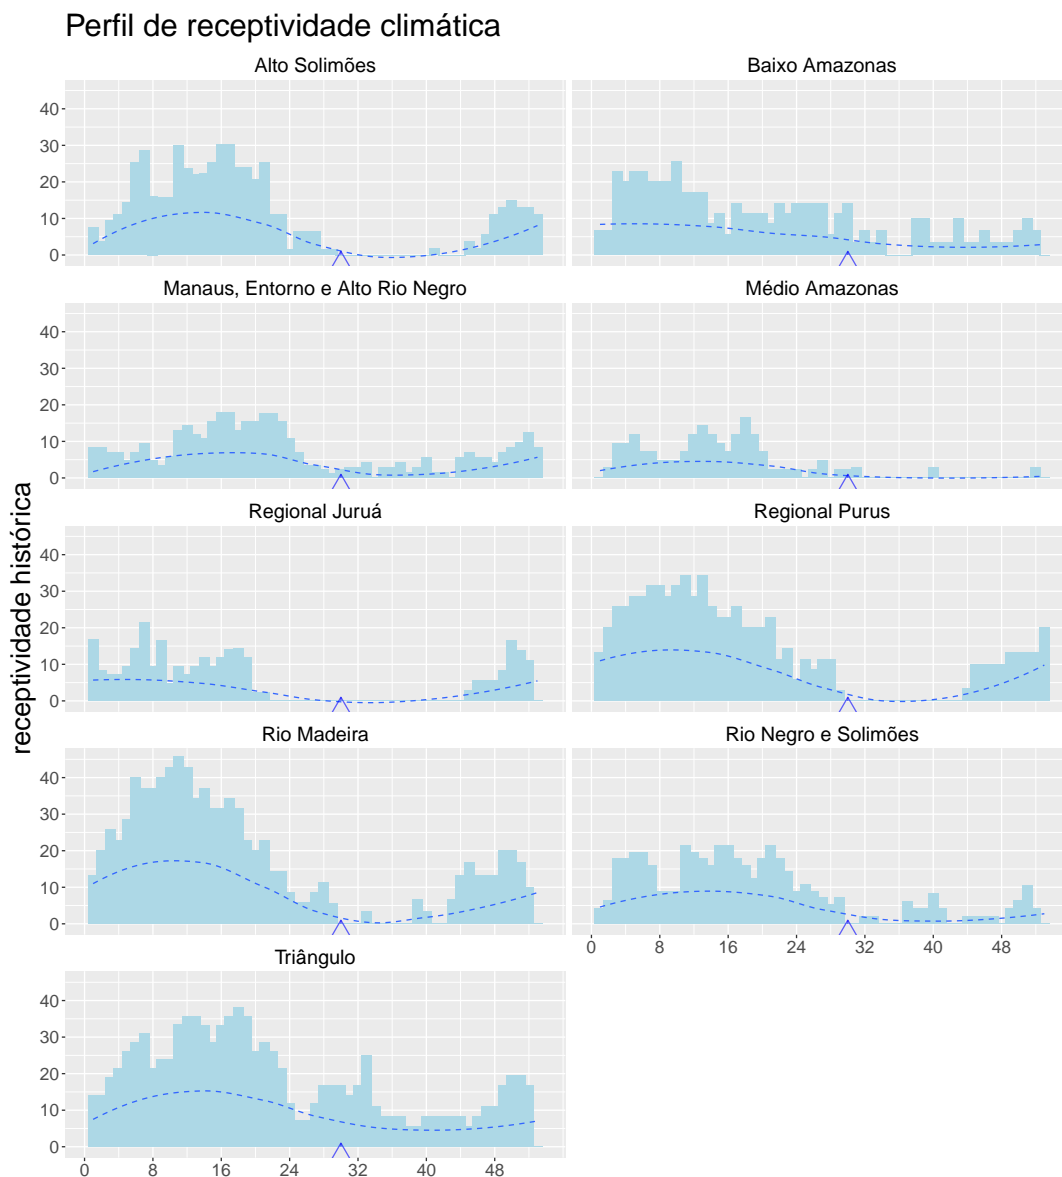 Perfil de receptividade climática
Alto Solimões
Baixo Amazonas
40
30
20
10
0
Manaus, Entorno e Alto Rio Negro
Médio Amazonas
40
30
20
10
0
Regional Juruá
Regional Purus
40
30
20
10
0
receptividade histórica
Rio Madeira
Rio Negro e Solimões
40
30
20
10
0
0 8 16 24 32 40 48
Triângulo
40
30
20
10
0
0 8 16 24 32 40 48